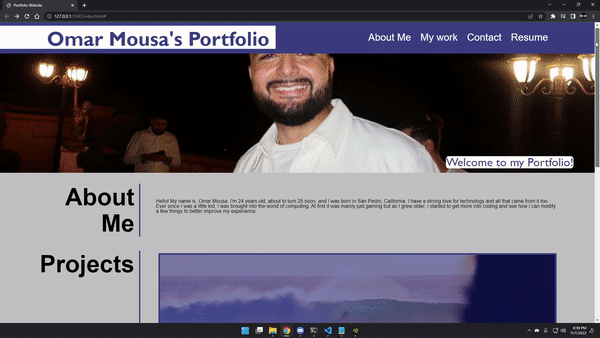 Portfolio Website
127.0.0.1:5500/index.html#
Omar Mousa's Portfolio
About Me
My work
Contact
Resume
Welcome to my Portfolio!
About
Me
Hello! My name is, Omar Mousa. I'm 24 years old, about to turn 25 soon, and I was born in San Pedro, California. I have a strong love for technology and all that came from it too.
Ever since I was a little kid, I was brought into the world of computing. At first it was mainly just gaming but as I grew older, I started to get more into coding and see how I can modify
a few things to better improve my experience
Projects
8:39 PM
11/7/2022